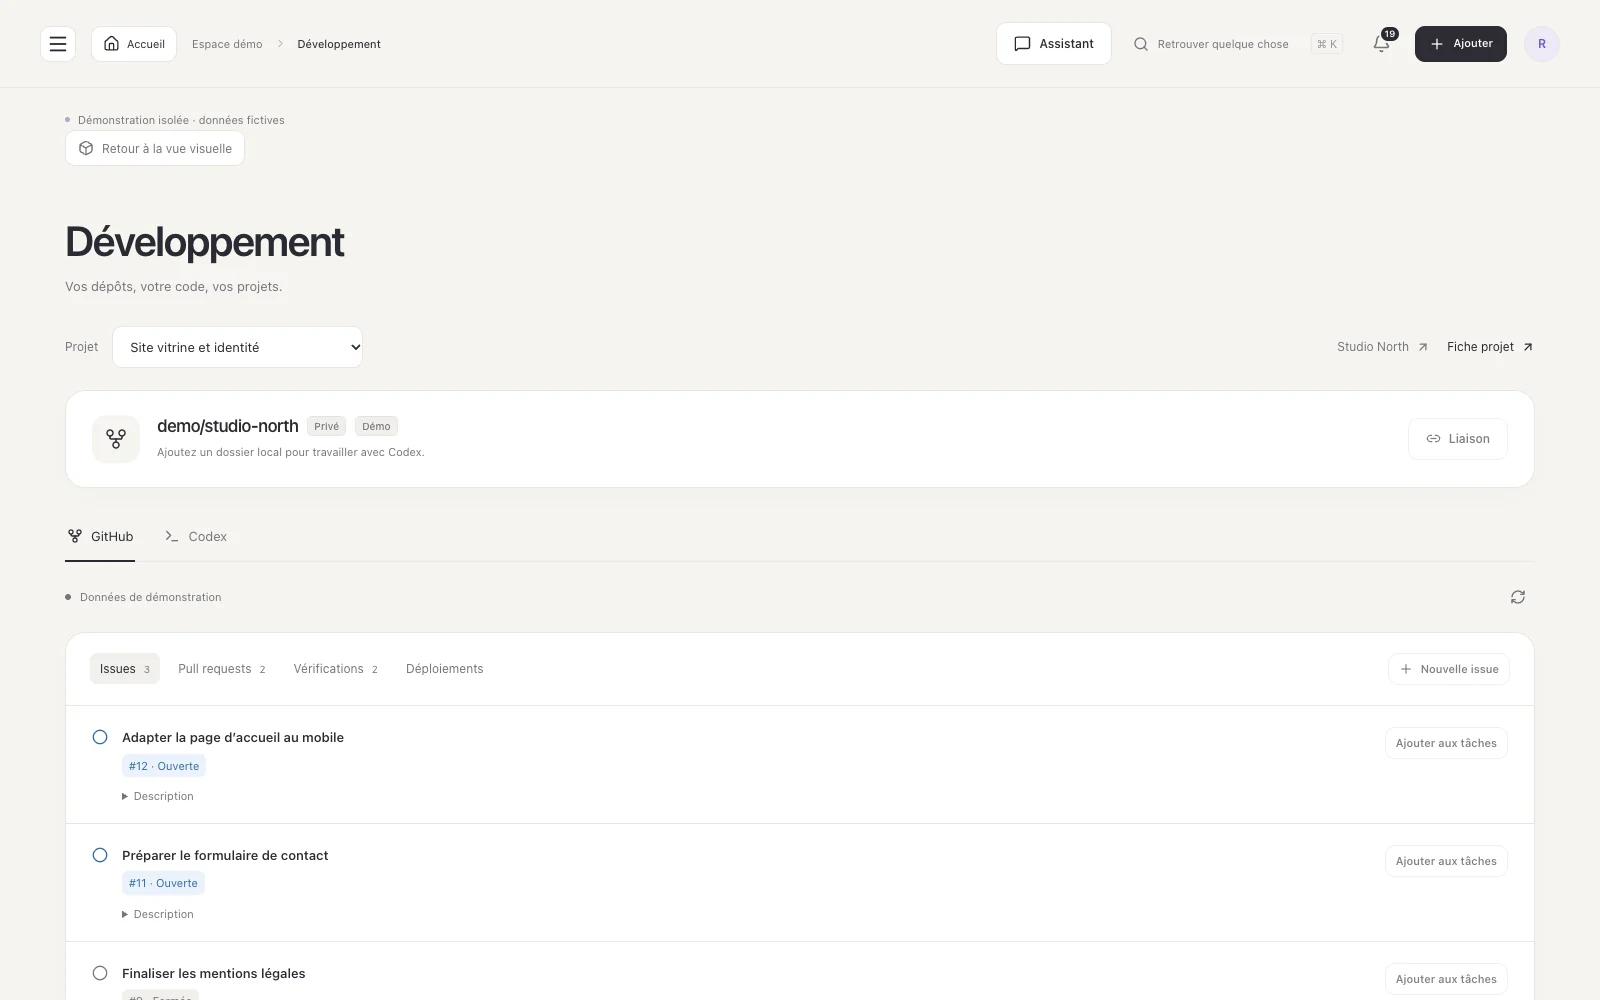 Accueil Espace démo Développement Assistant Retrouver quelque chose ⌘ K 19 Ajouter R
Démonstration isolée · données fictives
Retour à la vue visuelle
Développement
Vos dépôts, votre code, vos projets.
Projet Site vitrine et identité Studio North Fiche projet
demo/studio-north Privé Démo
Ajoutez un dossier local pour travailler avec Codex.
Liaison
GitHub Codex
Données de démonstration
Issues 3 Pull requests 2 Vérifications 2 Déploiements Nouvelle issue
Adapter la page d’accueil au mobile
Ajouter aux tâches
#12 · Ouverte
Description
Préparer le formulaire de contact
Ajouter aux tâches
#11 · Ouverte
Description
Finaliser les mentions légales
Ajouter aux tâches